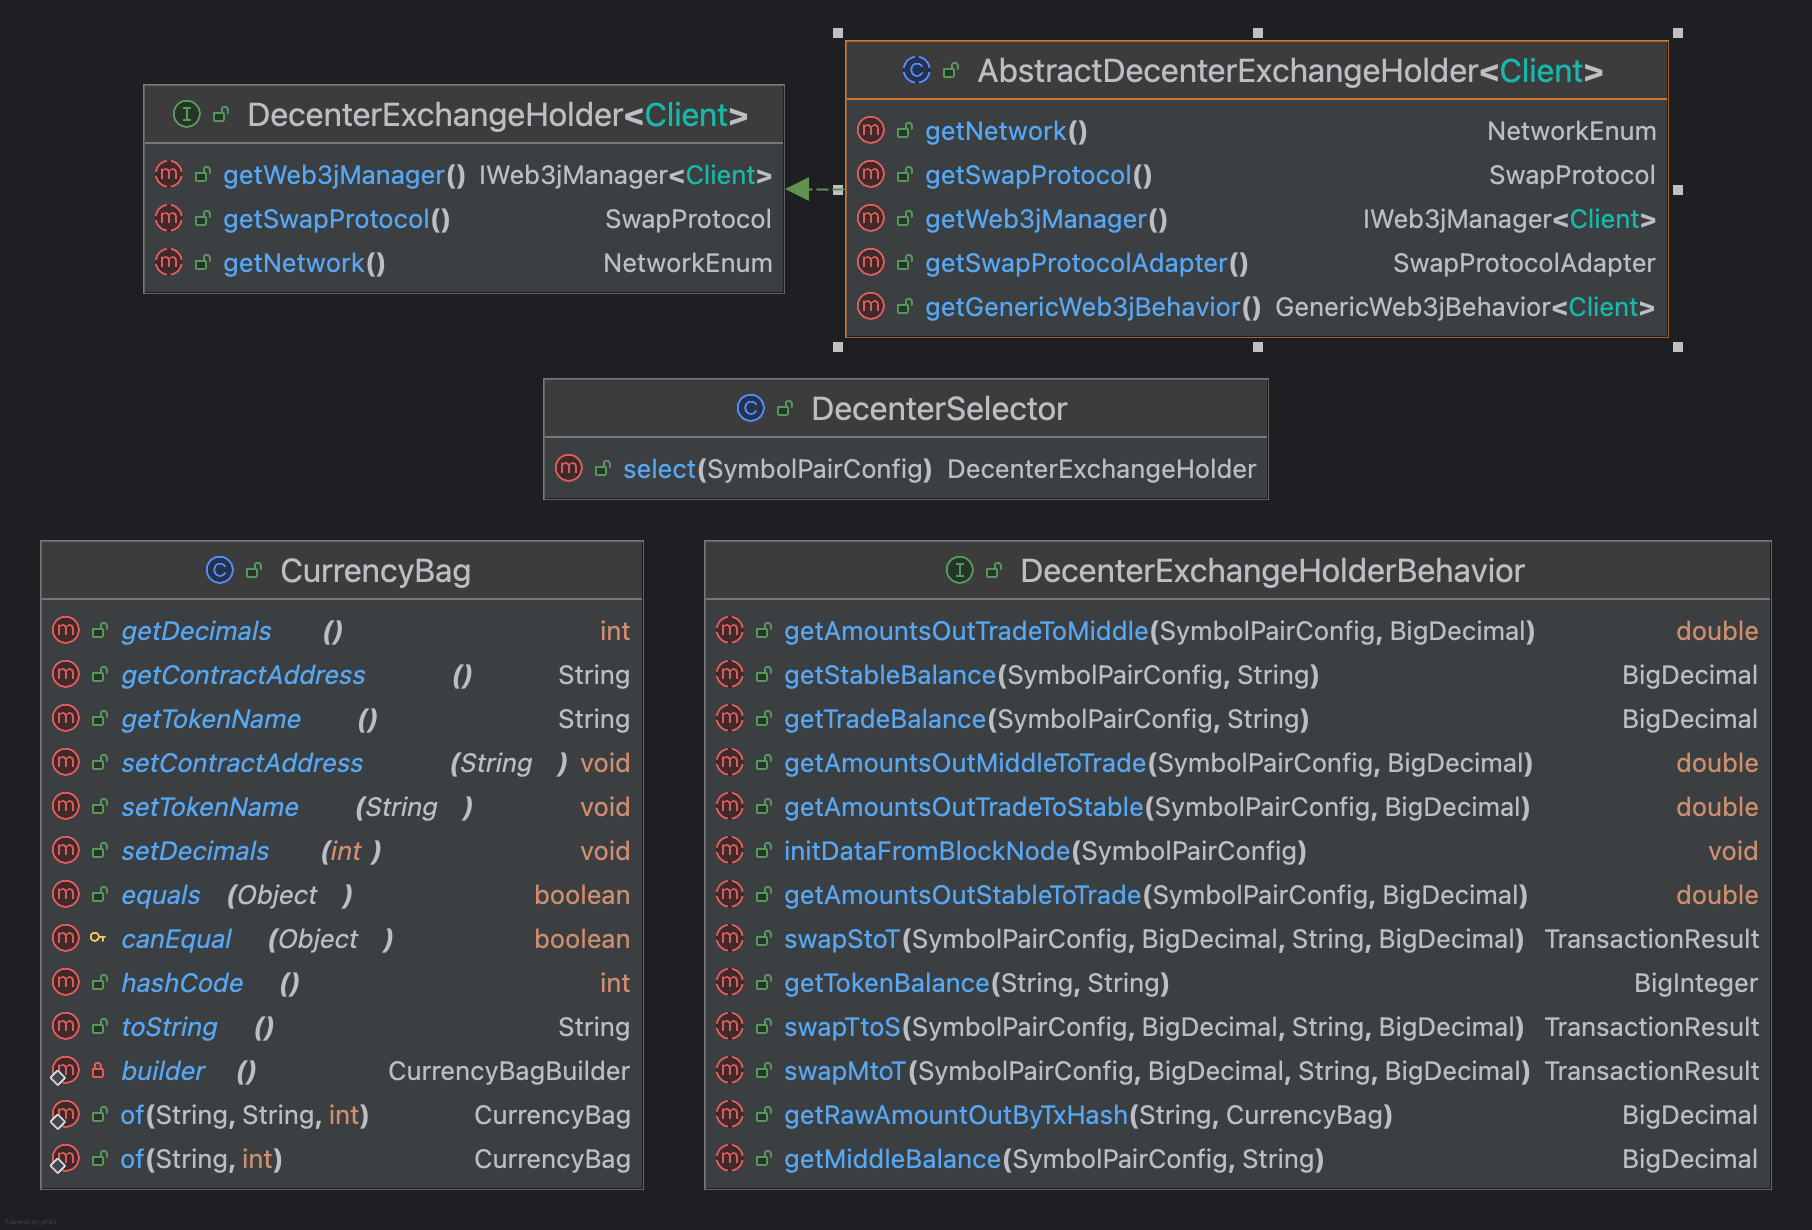 DecenterExchangeHolder<Client>
getWeb3jManager() IWeb3jManager<Client>
getSwapProtocol() SwapProtocol
getNetwork() NetworkEnum
AbstractDecenterExchangeHolder<Client>
getNetwork() NetworkEnum
getSwapProtocol() SwapProtocol
getWeb3jManager() IWeb3jManager<Client>
getSwapProtocolAdapter() SwapProtocolAdapter
getGenericWeb3jBehavior() GenericWeb3jBehavior<Client>
DecenterSelector
select(SymbolPairConfig) DecenterExchangeHolder
CurrencyBag
getDecimals () int
getContractAddress () String
getTokenName () String
setContractAddress (String ) void
setTokenName (String ) void
setDecimals (int ) void
equals (Object ) boolean
canEqual (Object ) boolean
hashCode () int
toString () String
builder () CurrencyBagBuilder
of(String, String, int) CurrencyBag
of(String, int) CurrencyBag
DecenterExchangeHolderBehavior
getAmountsOutTradeToMiddle(SymbolPairConfig, BigDecimal) double
getStableBalance(SymbolPairConfig, String) BigDecimal
getTradeBalance(SymbolPairConfig, String) BigDecimal
getAmountsOutMiddleToTrade(SymbolPairConfig, BigDecimal) double
getAmountsOutTradeToStable(SymbolPairConfig, BigDecimal) double
initDataFromBlockNode(SymbolPairConfig) void
getAmountsOutStableToTrade(SymbolPairConfig, BigDecimal) double
swapStoT(SymbolPairConfig, BigDecimal, String, BigDecimal) TransactionResult
getTokenBalance(String, String) BigInteger
swapTtoS(SymbolPairConfig, BigDecimal, String, BigDecimal) TransactionResult
swapMtoT(SymbolPairConfig, BigDecimal, String, BigDecimal) TransactionResult
getRawAmountOutByTxHash(String, CurrencyBag) BigDecimal
getMiddleBalance(SymbolPairConfig, String) BigDecimal
Powered by yFiles